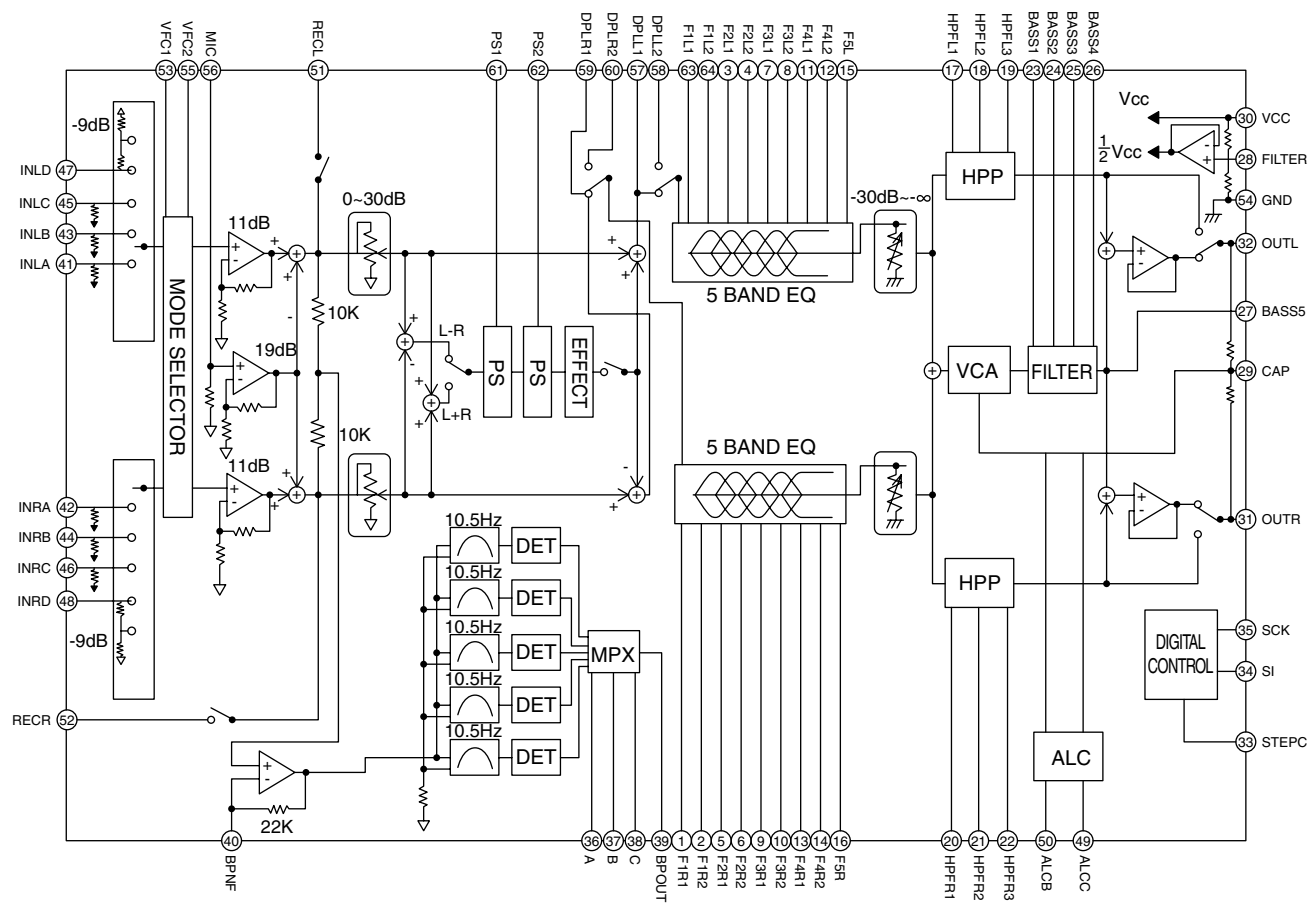 VFC1
VFC2
MIC
RECL
PS1
PS2
DPLR1
DPLR2
DPLL1
DPLL2
F1L1
F1L2
F2L1
F2L2
F3L1
F3L2
F4L1
F4L2
F5L
HPFL1
HPFL2
HPFL3
BASS1
BASS2
BASS3
BASS4
53
55
56
51
61
62
59
60
57
58
63
64
3
4
7
8
11
12
15
17
18
19
23
24
25
26
-9dB
Vcc
30 VCC
1/2 Vcc
28 FILTER
INLD 47
HPP
54 GND
INLC 45
0~30dB
-30dB~-∞
INLB 43
11dB
32 OUTL
INLA 41
5 BAND EQ
MODE SELECTOR
10K
27 BASS5
L-R
19dB
PS
PS
EFFECT
VCA
FILTER
29 CAP
L+R
10K
5 BAND EQ
11dB
INRA 42
31 OUTR
INRB 44
10.5Hz
DET
INRC 46
10.5Hz
DET
HPP
INRD 48
-9dB
10.5Hz
DET
MPX
DIGITAL
CONTROL
35 SCK
34 SI
10.5Hz
DET
RECR 52
10.5Hz
DET
33 STEPC
ALC
22K
40
36
37
38
39
1
2
5
6
9
10
13
14
16
20
21
22
50
49
BPNF
A
B
C
BPOUT
F1R1
F1R2
F2R1
F2R2
F3R1
F3R2
F4R1
F4R2
F5R
HPFR1
HPFR2
HPFR3
ALCB
ALCC